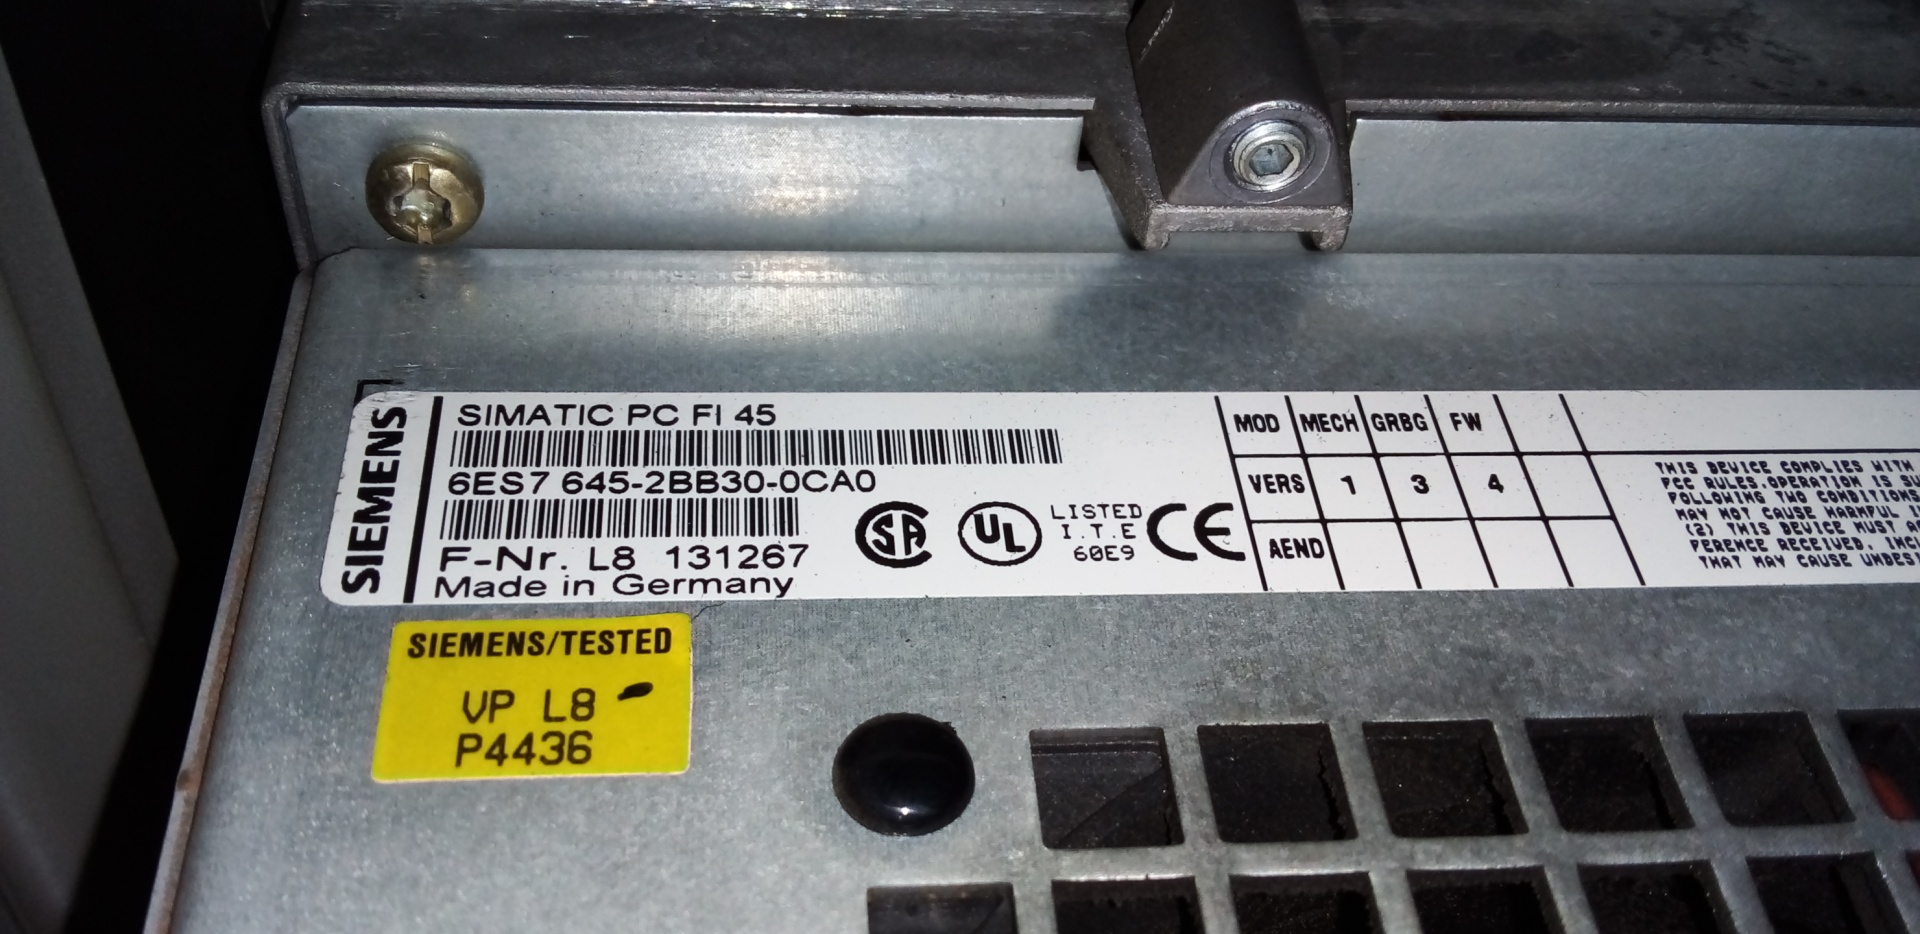 SIEMENS
SIMATIC PC FI 45
6ES7 645-2BB30-0CA0
F-Nr. L8 131267
Made in Germany
SA
UL
LISTED
I.T.E
60E9
CE
MOD MECH GRBG FW
VERS 1 3 4
AEND
THIS DEVICE COMPLIES WITH
FCC RULES.OPERATION IS
FOLLOWING TWO CONDITIONS
MAY NOT CAUSE HARMFUL
(2) THIS DEVICE MUST
FERENCE RECEIVED,
THAT MAY CAUSE
SIEMENS/TESTED
VP L8
P4436